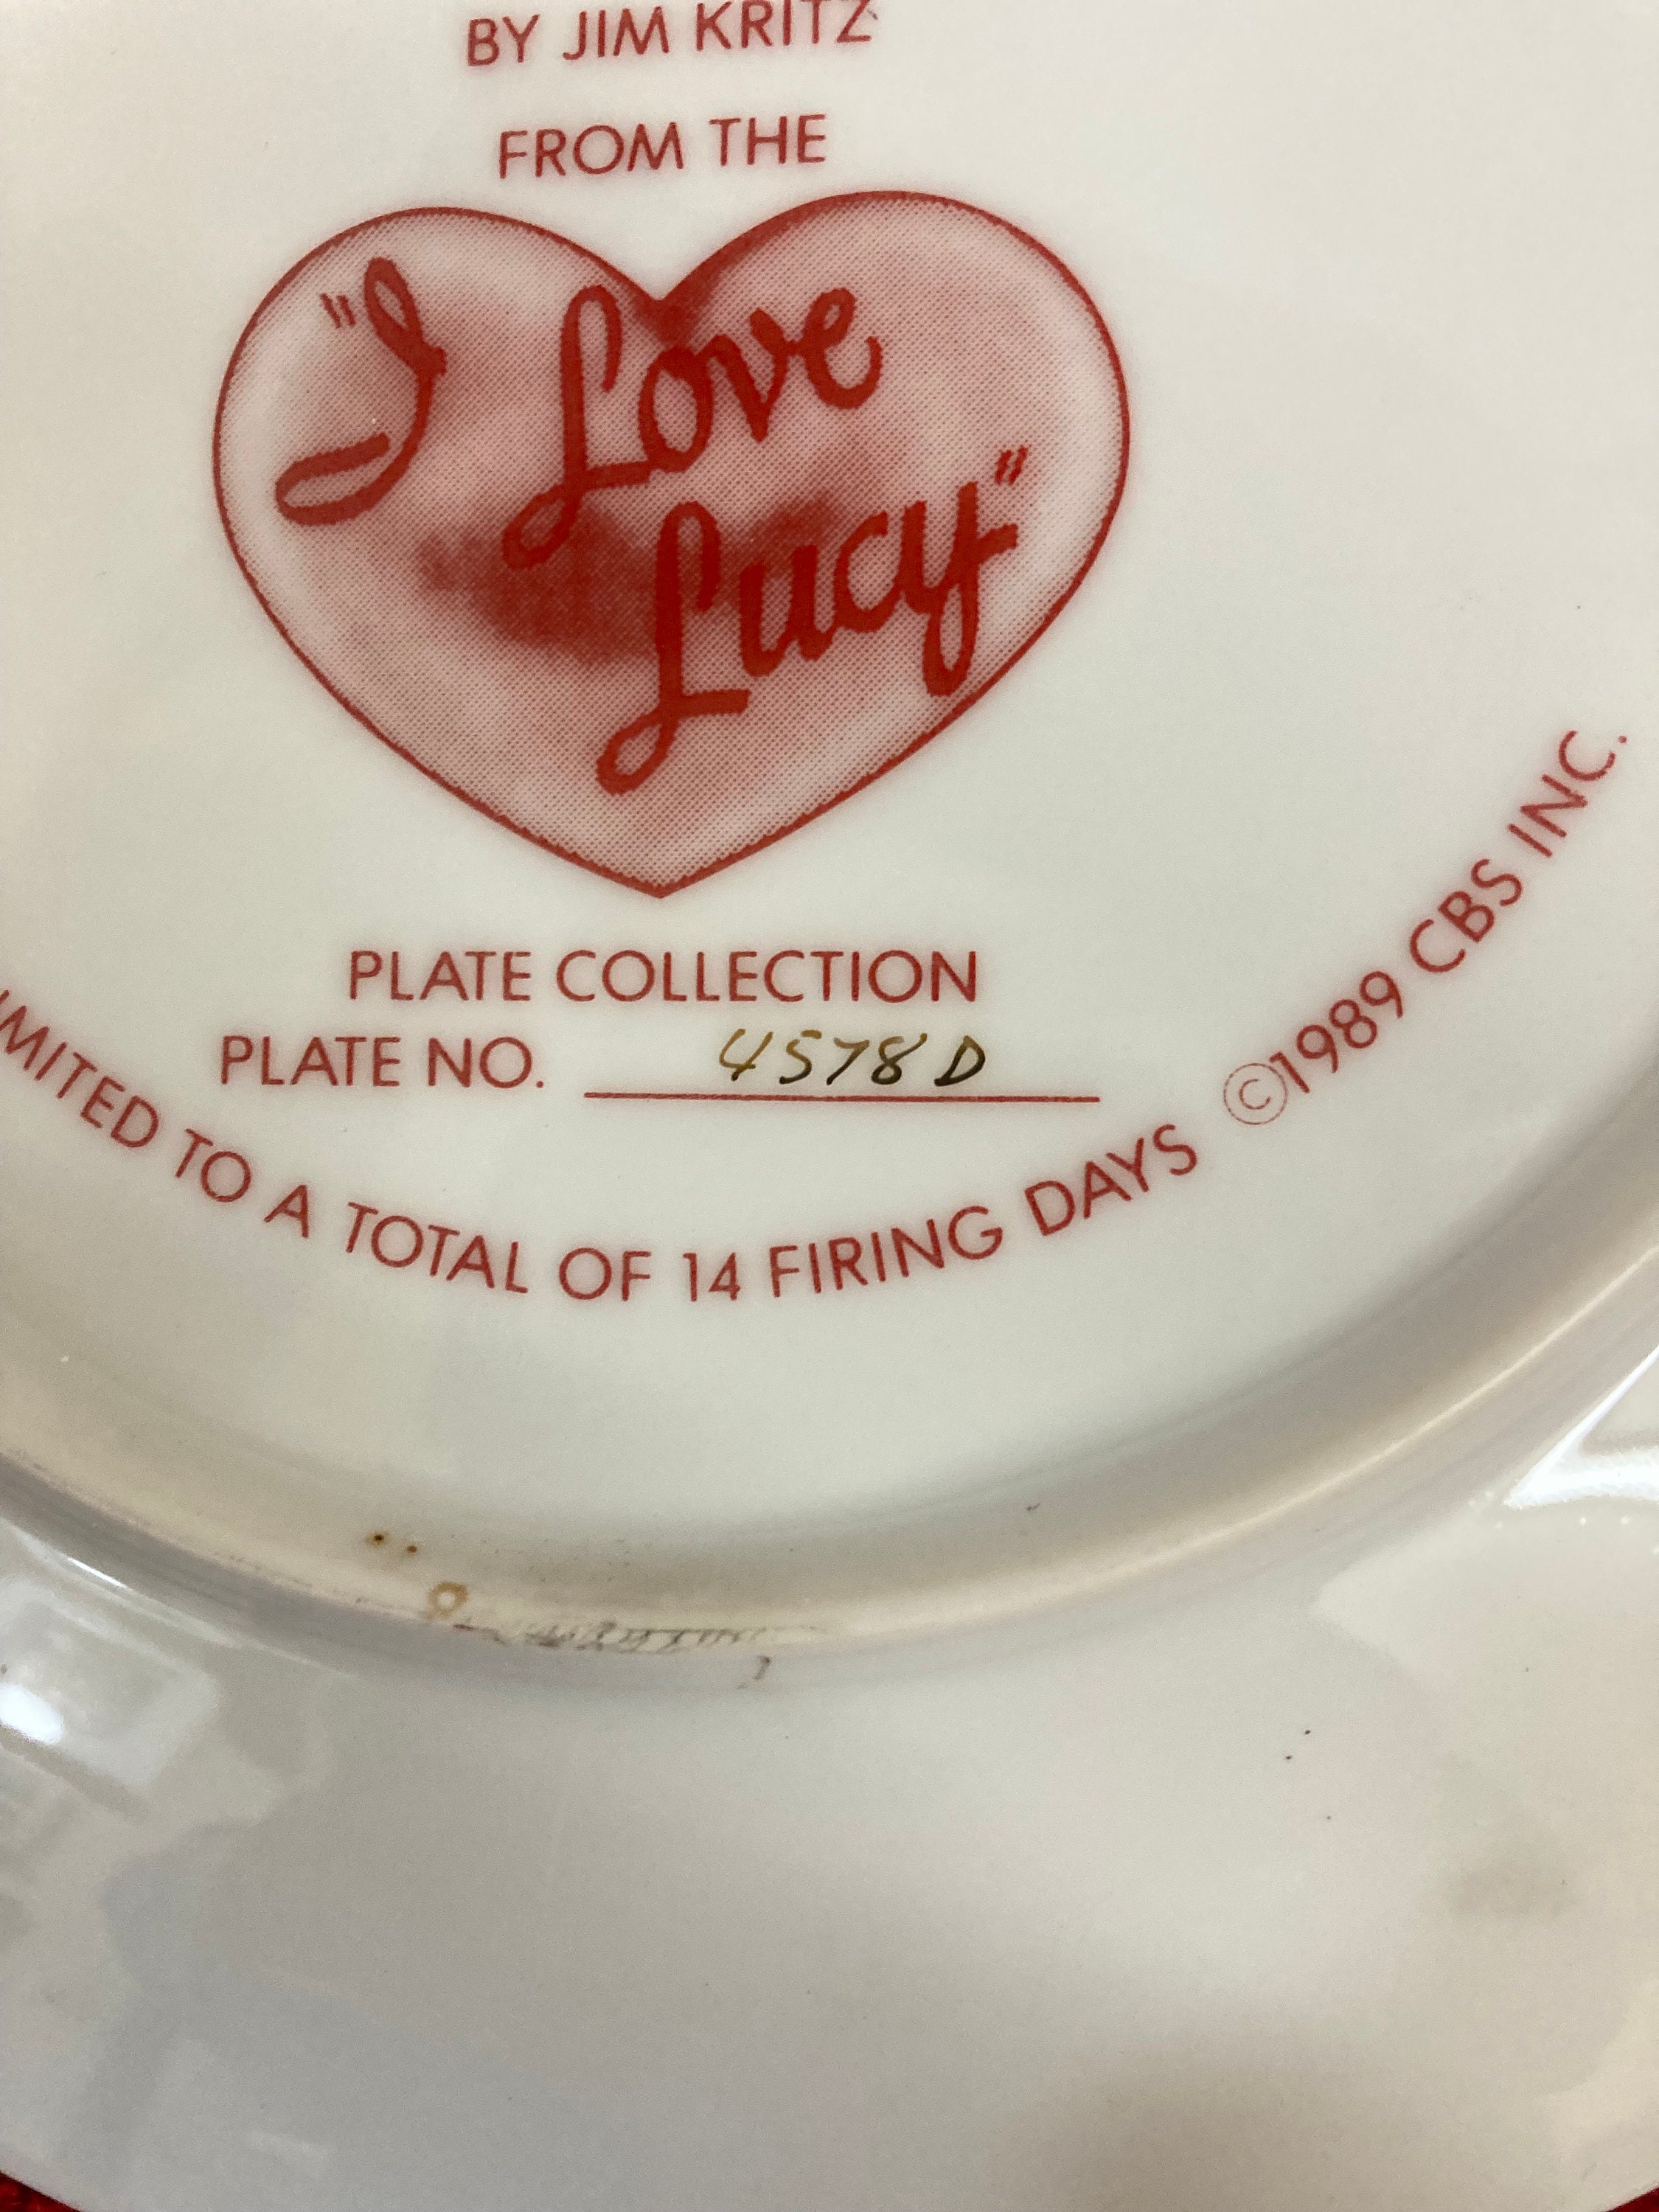 BY JIM KRITZ
FROM THE
"I Love
Lucy"
PLATE COLLECTION
PLATE NO. 4578D
IMITED TO A TOTAL OF 14 FIRING DAYS ©1989 CBS INC.